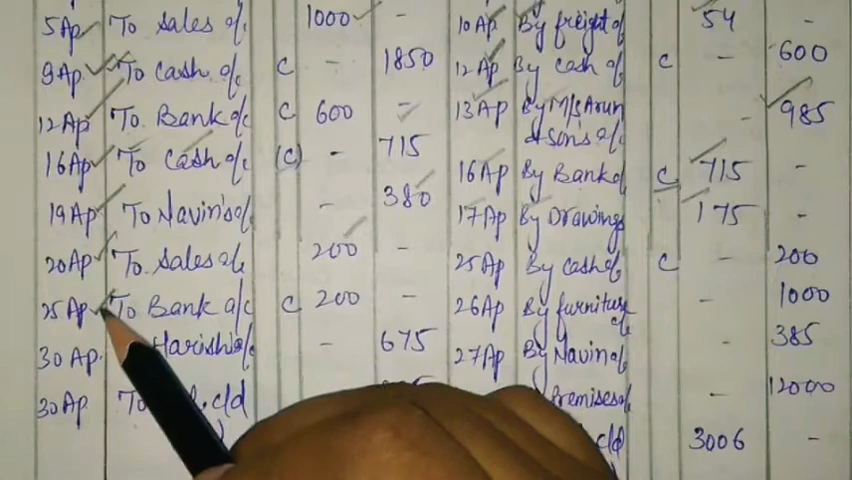 5Ap To Sales a/c 1000 - 10Ap By freight a/c 54 -
9Ap To Cash a/c C - 1850 12Ap By cash a/c C - 600
12Ap To Bank a/c C 600 - 13Ap By M/s Arun - 985
& son's a/c
16Ap To Cash a/c (C) - 715 16Ap By Bank a/c C 715 -
19Ap To Navin's a/c - 380 17Ap By Drawings 175 -
20Ap To Sales a/c 200 - 25Ap By Cash a/c C - 200
25Ap To Bank a/c C 200 - 26Ap By furniture - 1000
a/c
30Ap Harish a/c - 675 27Ap By Navin a/c - 385
30Ap To c/d Premises a/c - 12000
c/d 3006 -